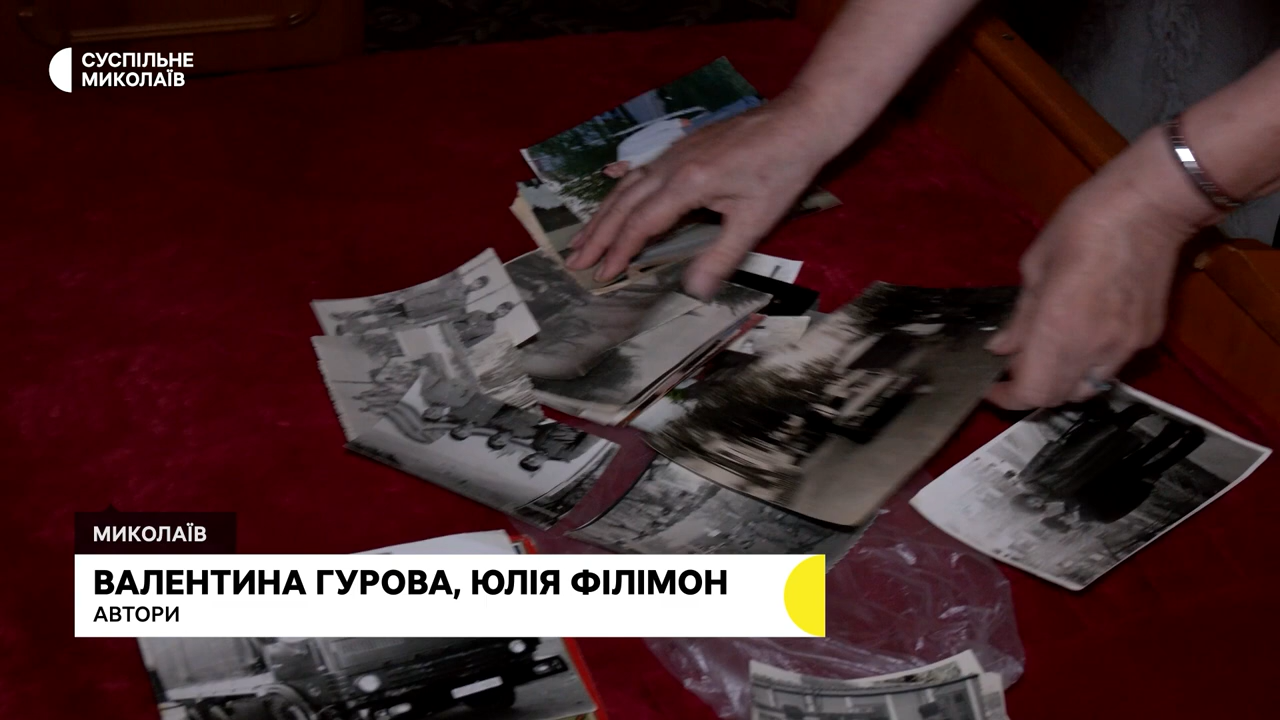 СУСПІЛЬНЕ
МИКОЛАЇВ
МИКОЛАЇВ
ВАЛЕНТИНА ГУРОВА, ЮЛІЯ ФІЛІМОН
АВТОРИ